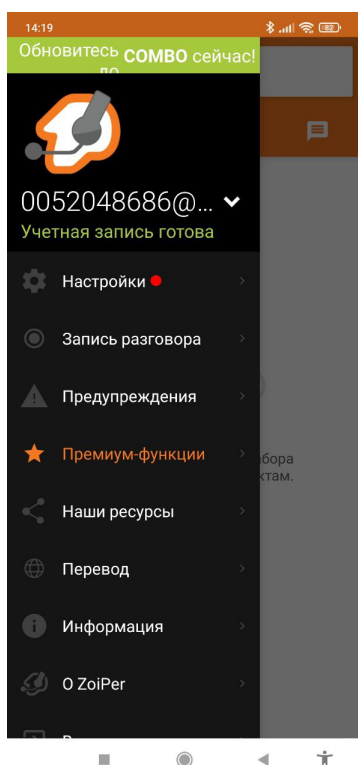 14:19
82
Обновитесь до COMBO сейчас!
0052048686@...
Учетная запись готова
Настройки
Запись разговора
Предупреждения
Премиум-функции
бора
ктам.
Наши ресурсы
Перевод
Информация
О ZoiPer